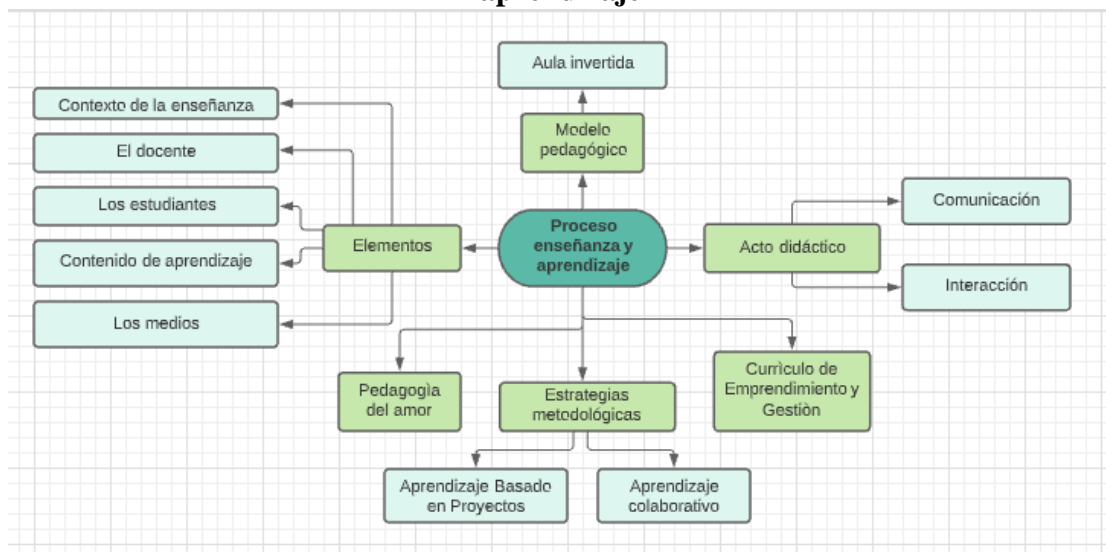 aprendizaje
Aula invertida
Modelo
pedagógico
Contexto de la enseñanza
El docente
Los estudiantes
Contenido de aprendizaje
Los medios
Elementos
Proceso
enseñanza y
aprendizaje
Acto didáctico
Comunicación
Interacción
Pedagogìa
del amor
Estrategias
metodológicas
Currìculo de
Emprendimiento y
Gestiòn
Aprendizaje Basado
en Proyectos
Aprendizaje
colaborativo